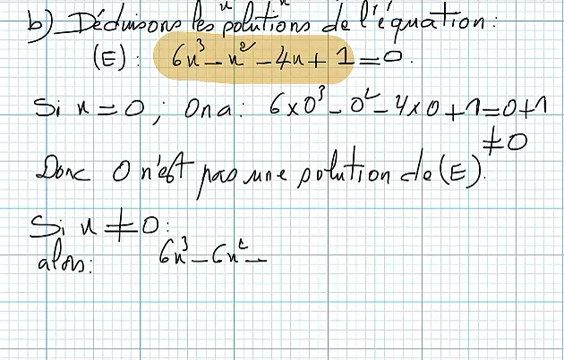 b) Déduisons les solutions de l'équation:
(E): 6x³ - x² - 4x + 1 = 0.
Si x = 0 ; Ona: 6×0³ - 0² - 4×0 + 1 = 0 + 1
≠ 0
Donc 0 n'est pas une solution de (E).
Si x ≠ 0:
alors: 6x³ - 6x² -